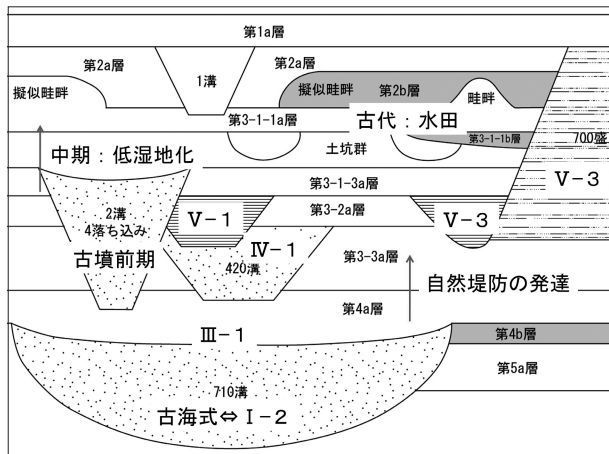 第1a層
第2a層
1溝
第2a層
擬似畦畔
擬似畦畔
第2b層
畦畔
第3-1-1a層
古代：水田
第3-1-1b層
700盛
中期：低湿地化
土坑群
第3-1-3a層
V-3
2溝
4落ち込み
古墳前期
V-1
第3-2a層
V-3
Ⅳ-1
420溝
第3-3a層
自然堤防の発達
第4a層
Ⅲ-1
第4b層
第5a層
710溝
古海式⇔Ⅰ-2